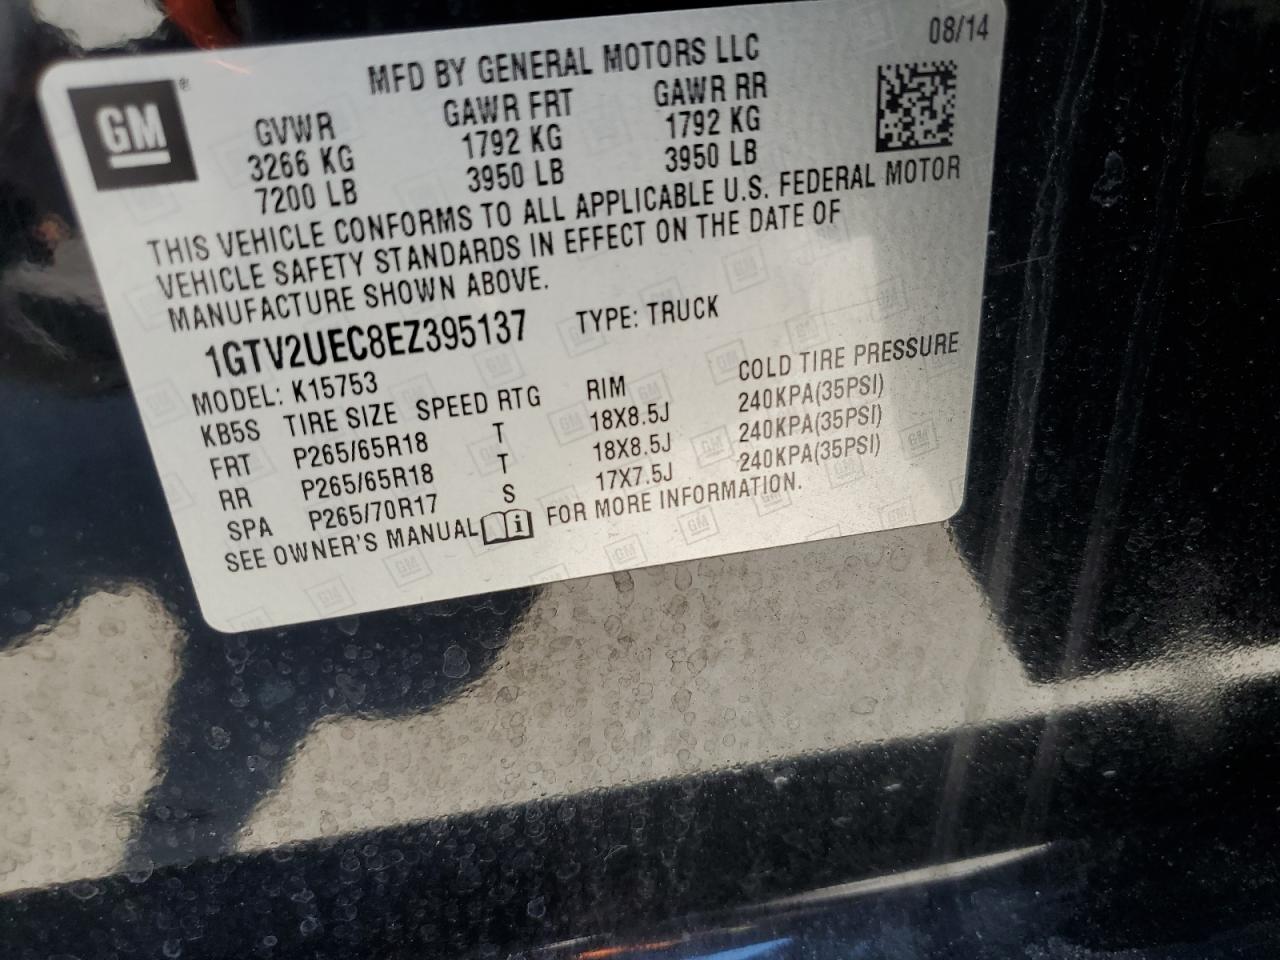 08/14
GM ®
MFD BY GENERAL MOTORS LLC
GVWR GAWR FRT GAWR RR
3266 KG 1792 KG 1792 KG
7200 LB 3950 LB 3950 LB
THIS VEHICLE CONFORMS TO ALL APPLICABLE U.S. FEDERAL MOTOR
VEHICLE SAFETY STANDARDS IN EFFECT ON THE DATE OF
MANUFACTURE SHOWN ABOVE.
1GTV2UEC8EZ395137 TYPE: TRUCK
MODEL: K15753
KB5S TIRE SIZE SPEED RTG RIM COLD TIRE PRESSURE
FRT P265/65R18 T 18X8.5J 240KPA(35PSI)
RR P265/65R18 T 18X8.5J 240KPA(35PSI)
SPA P265/70R17 S 17X7.5J 240KPA(35PSI)
SEE OWNER'S MANUAL i FOR MORE INFORMATION.